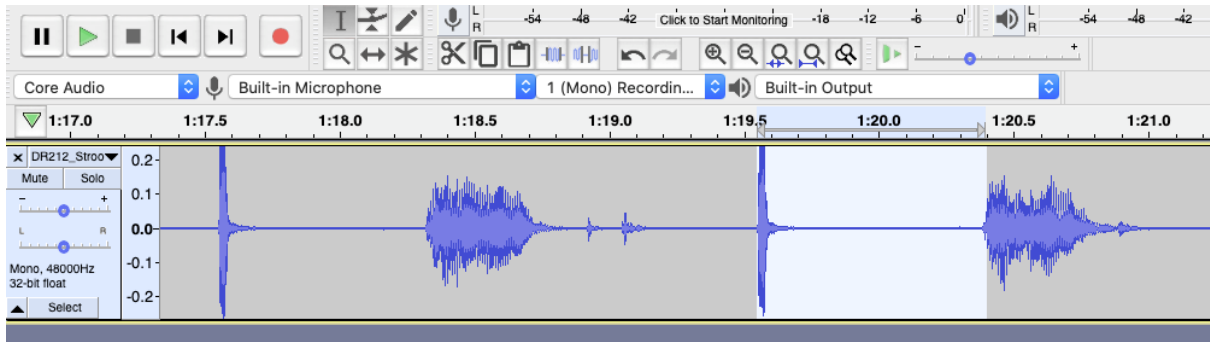 L R -54 -48 -42 Click to Start Monitoring -18 -12 -6 0 L R -54 -48 -42
Core Audio Built-in Microphone 1 (Mono) Recordin... Built-in Output
1:17.0 1:17.5 1:18.0 1:18.5 1:19.0 1:19.5 1:20.0 1:20.5 1:21.0
× DR212_Stroo
Mute Solo
- +
L R
Mono, 48000Hz
32-bit float
Select
0.2-
0.1-
0.0-
-0.1-
-0.2-